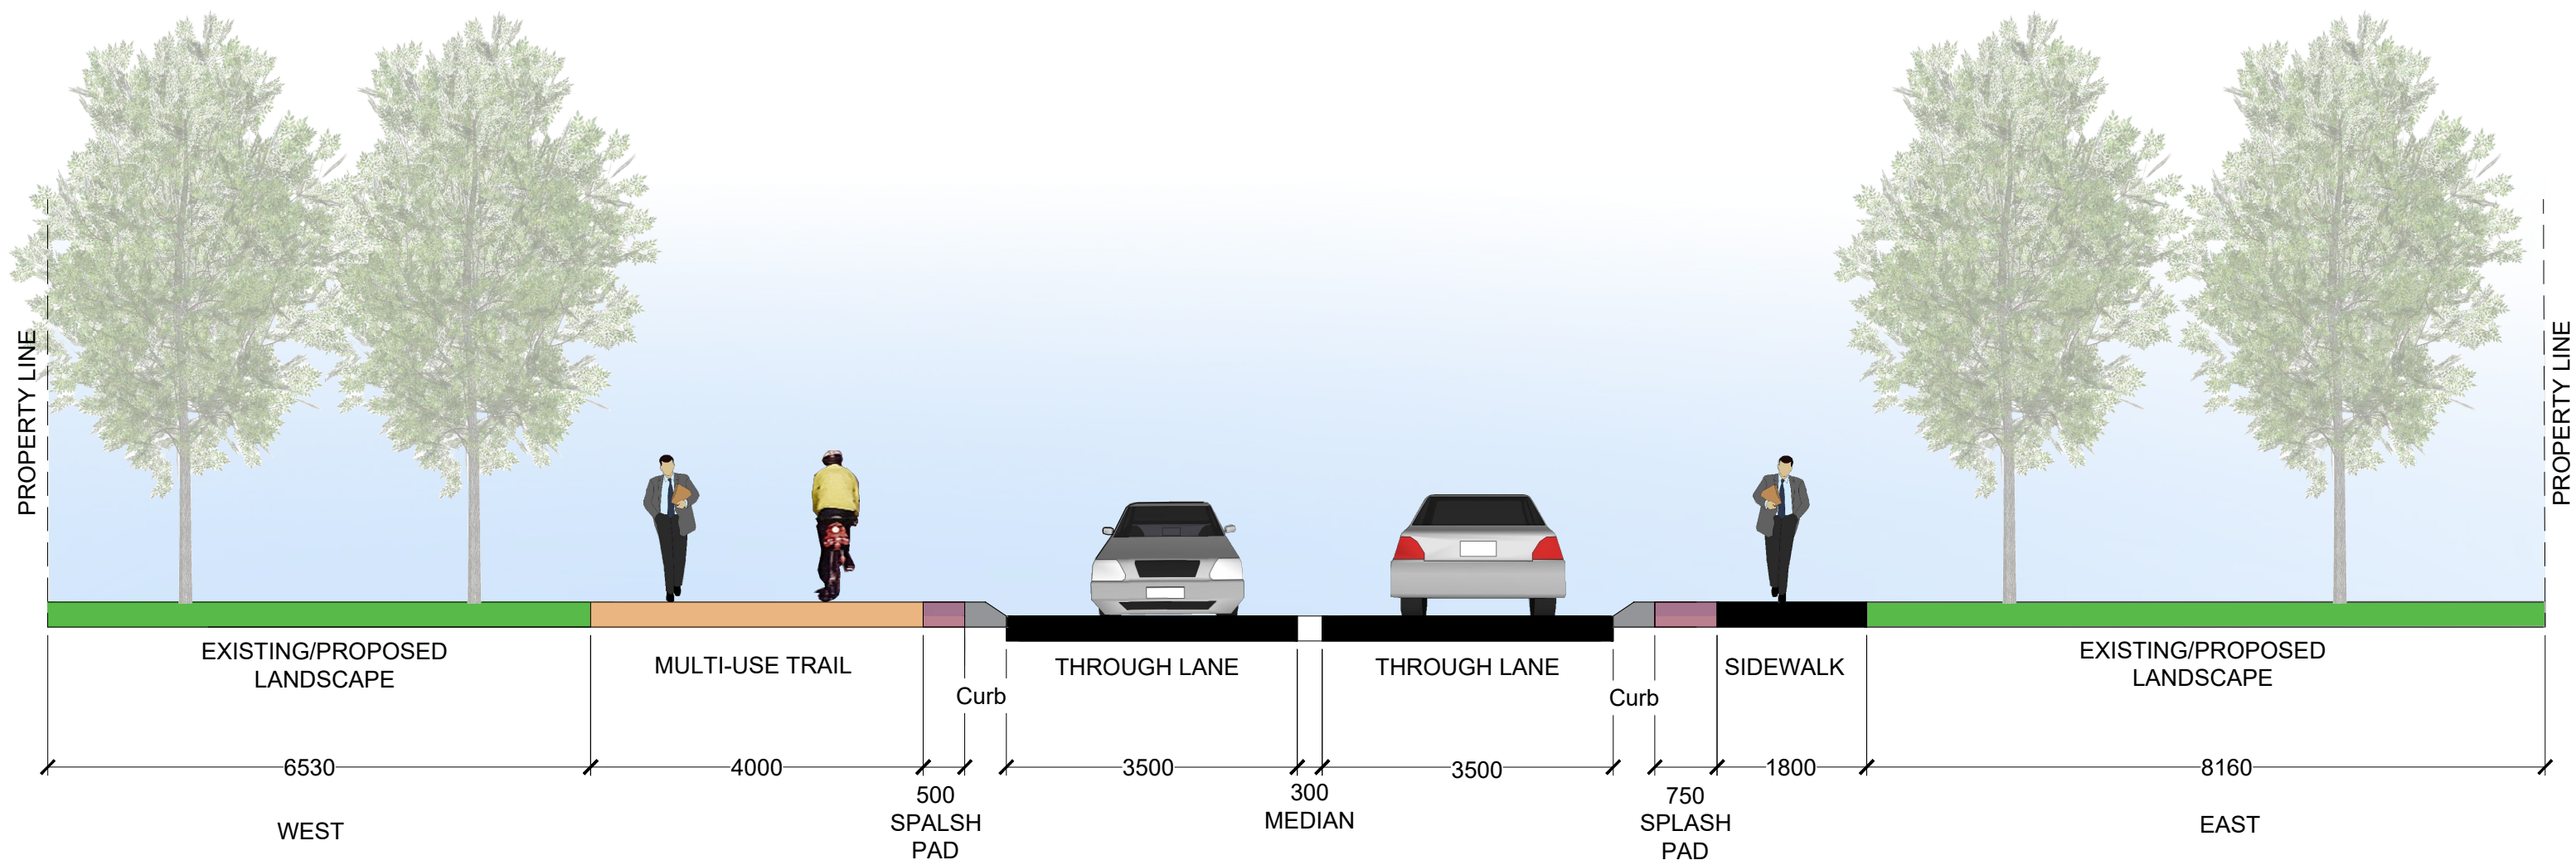 PROPERTY LINE
PROPERTY LINE
EXISTING/PROPOSED
LANDSCAPE
MULTI-USE TRAIL
Curb
THROUGH LANE
THROUGH LANE
Curb
SIDEWALK
EXISTING/PROPOSED
LANDSCAPE
6530
4000
500
SPALSH
PAD
3500
300
MEDIAN
3500
750
SPLASH
PAD
1800
8160
WEST
EAST